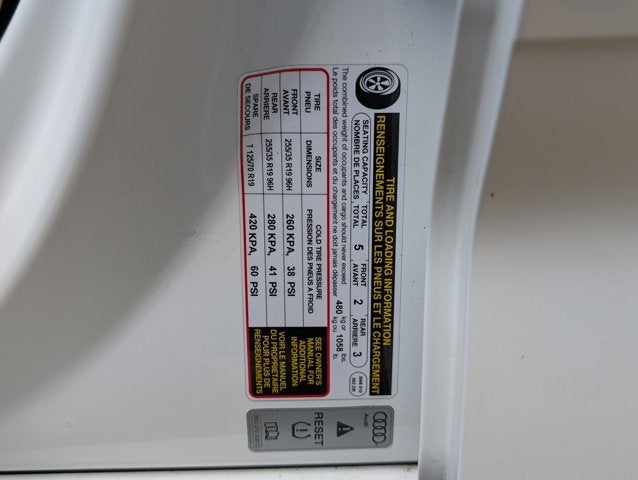 TIRE AND LOADING INFORMATION
RENSEIGNEMENTS SUR LES PNEUS ET LE CHARGEMENT
SEATING CAPACITY TOTAL 5 FRONT 2 REAR 3
NOMBRE DE PLACES TOTAL AVANT ARRIÈRE
The combined weight of occupants and cargo should never exceed 480 kg or 1058 lbs.
Le poids total des occupants et du chargement ne doit jamais dépasser kg ou lb.
TIRE SIZE COLD TIRE PRESSURE
PNEU DIMENSIONS PRESSION DES PNEUS A FROID
FRONT 255/35 R19 96H 260 KPA, 38 PSI
AVANT
REAR 255/35 R19 96H 280 KPA, 41 PSI
ARRIÈRE
SPARE T 125/70 R19 420 KPA, 60 PSI
DE SECOURS
SEE OWNER'S
MANUAL FOR
ADDITIONAL
INFORMATION
VOIR LE MANUEL
DU PROPRIETAIRE
POUR PLUS DE
RENSEIGNEMENTS
Audi
RESET